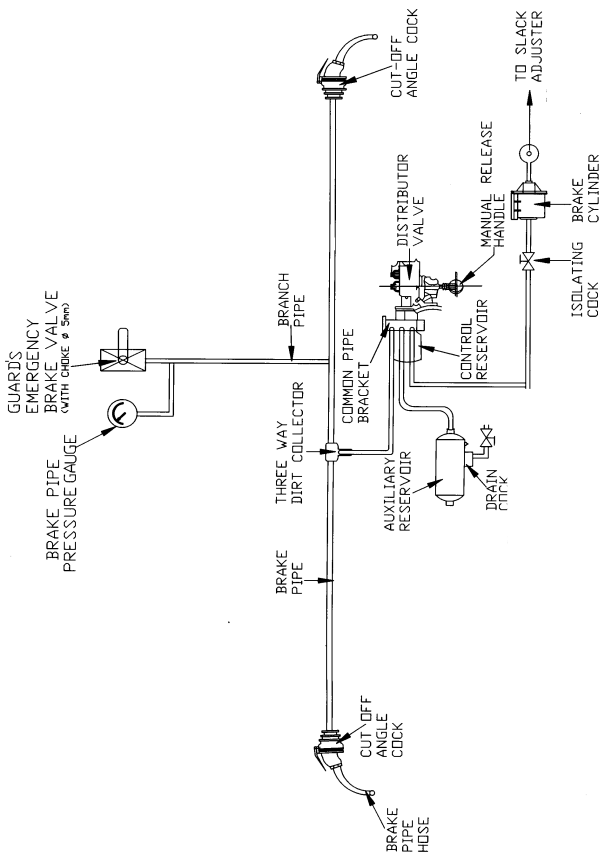 GUARDS
EMERGENCY
BRAKE VALVE
(WITH CHOKE ø 5mm)
BRAKE PIPE
PRESSURE GAUGE
BRANCH
PIPE
CUT-OFF
ANGLE COCK
THREE WAY
DIRT COLLECTOR
COMMON PIPE
BRACKET
DISTRIBUTOR
VALVE
MANUAL RELEASE
HANDLE
TO SLACK
ADJUSTER
BRAKE
PIPE
AUXILIARY
RESERVOIR
CONTROL
RESERVOIR
DRAIN
COCK
ISOLATING
COCK
BRAKE
CYLINDER
CUT OFF
ANGLE
COCK
BRAKE
PIPE
HOSE